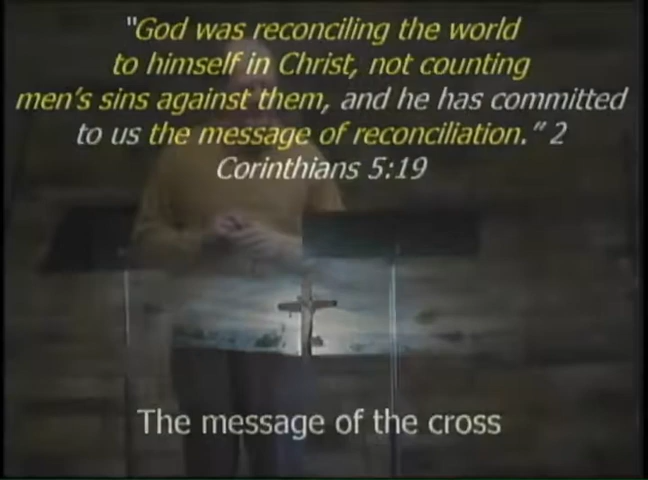 "God was reconciling the world
to himself in Christ, not counting
men's sins against them, and he has committed
to us the message of reconciliation." 2
Corinthians 5:19
The message of the cross